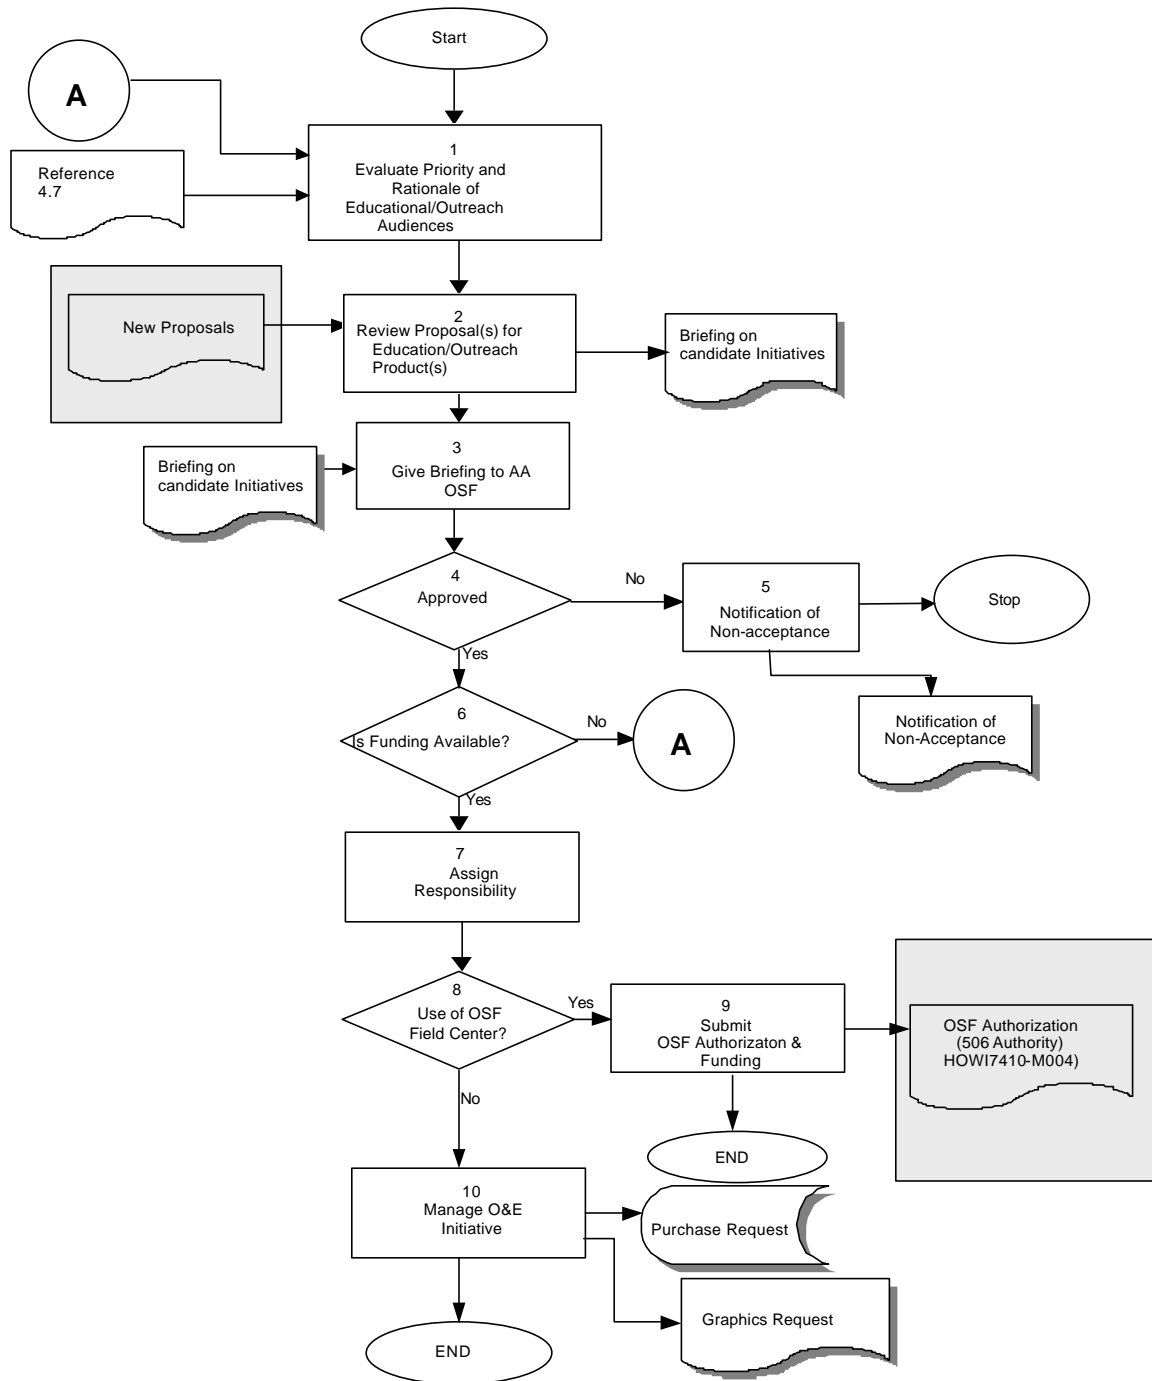 Start
A
Reference
4.7
1
Evaluate Priority and
Rationale of
Educational/Outreach
Audiences
New Proposals
2
Review Proposal(s) for
Education/Outreach
Product(s)
Briefing on
candidate Initiatives
Briefing on
candidate Initiatives
3
Give Briefing to AA
OSF
4
Approved
No
5
Notification of
Non-acceptance
Stop
Yes
Notification of
Non-Acceptance
6
Is Funding Available?
No
A
Yes
7
Assign
Responsibility
8
Use of OSF
Field Center?
Yes
9
Submit
OSF Authorizaton &
Funding
OSF Authorization
(506 Authority)
HOWI7410-M004)
No
END
10
Manage O&E
Initiative
Purchase Request
Graphics Request
END